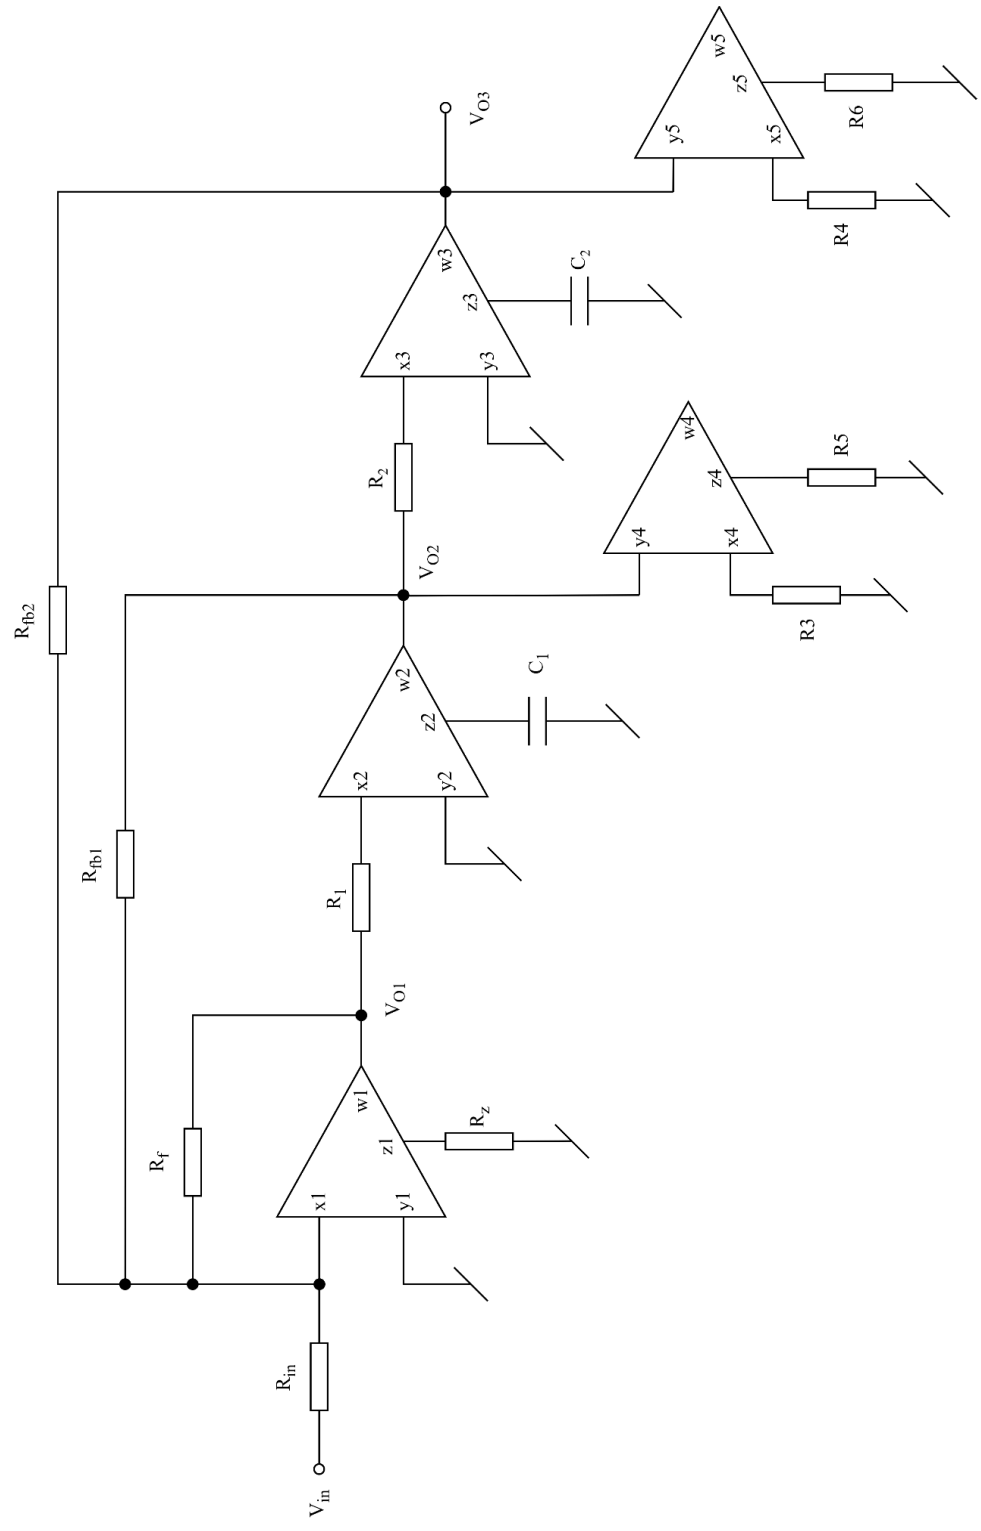 w5
z5
y5
x5
R6
R4
V_O3
w3
z3
x3
y3
C_2
R_2
w4
z4
y4
x4
R5
R3
V_O2
R_fb2
w2
z2
x2
y2
C_1
R_fb1
R_1
V_O1
w1
z1
x1
y1
R_z
R_f
R_in
V_in